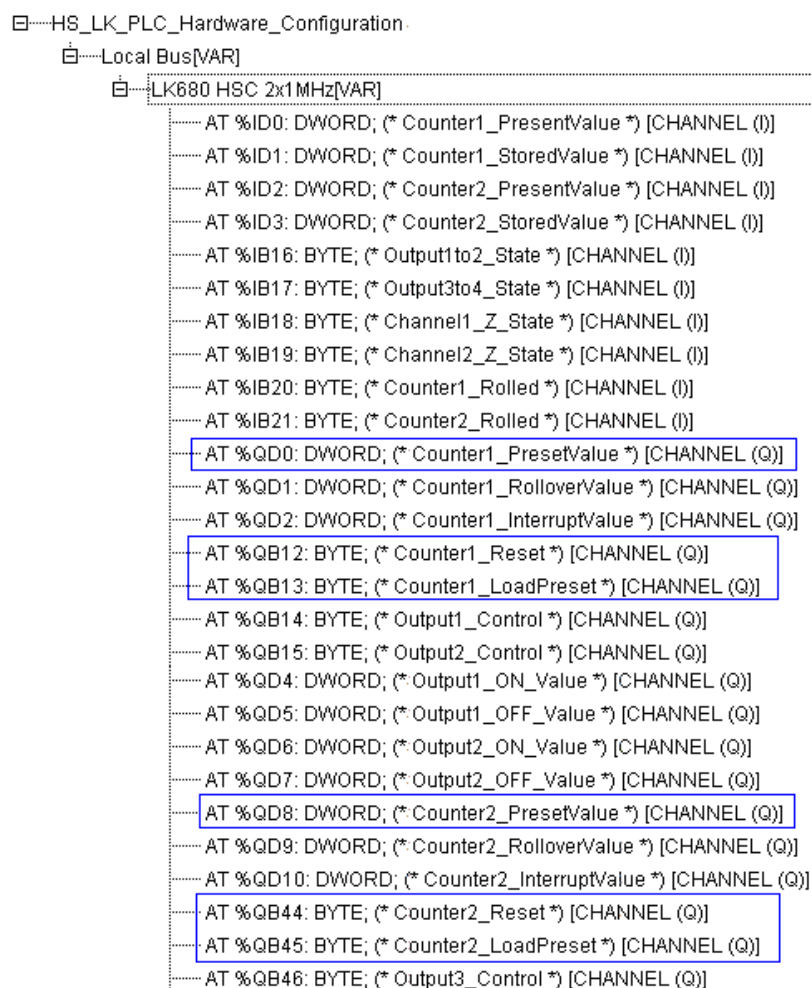 HS_LK_PLC_Hardware_Configuration
Local Bus[VAR]
LK680 HSC 2x1MHz[VAR]
AT %ID0: DWORD; (* Counter1_PresentValue *) [CHANNEL (I)]
AT %ID1: DWORD; (* Counter1_StoredValue *) [CHANNEL (I)]
AT %ID2: DWORD; (* Counter2_PresentValue *) [CHANNEL (I)]
AT %ID3: DWORD; (* Counter2_StoredValue *) [CHANNEL (I)]
AT %IB16: BYTE; (* Output1to2_State *) [CHANNEL (I)]
AT %IB17: BYTE; (* Output3to4_State *) [CHANNEL (I)]
AT %IB18: BYTE; (* Channel1_Z_State *) [CHANNEL (I)]
AT %IB19: BYTE; (* Channel2_Z_State *) [CHANNEL (I)]
AT %IB20: BYTE; (* Counter1_Rolled *) [CHANNEL (I)]
AT %IB21: BYTE; (* Counter2_Rolled *) [CHANNEL (I)]
AT %QD0: DWORD; (* Counter1_PresetValue *) [CHANNEL (Q)]
AT %QD1: DWORD; (* Counter1_RolloverValue *) [CHANNEL (Q)]
AT %QD2: DWORD; (* Counter1_InterruptValue *) [CHANNEL (Q)]
AT %QB12: BYTE; (* Counter1_Reset *) [CHANNEL (Q)]
AT %QB13: BYTE; (* Counter1_LoadPreset *) [CHANNEL (Q)]
AT %QB14: BYTE; (* Output1_Control *) [CHANNEL (Q)]
AT %QB15: BYTE; (* Output2_Control *) [CHANNEL (Q)]
AT %QD4: DWORD; (* Output1_ON_Value *) [CHANNEL (Q)]
AT %QD5: DWORD; (* Output1_OFF_Value *) [CHANNEL (Q)]
AT %QD6: DWORD; (* Output2_ON_Value *) [CHANNEL (Q)]
AT %QD7: DWORD; (* Output2_OFF_Value *) [CHANNEL (Q)]
AT %QD8: DWORD; (* Counter2_PresetValue *) [CHANNEL (Q)]
AT %QD9: DWORD; (* Counter2_RolloverValue *) [CHANNEL (Q)]
AT %QD10: DWORD; (* Counter2_InterruptValue *) [CHANNEL (Q)]
AT %QB44: BYTE; (* Counter2_Reset *) [CHANNEL (Q)]
AT %QB45: BYTE; (* Counter2_LoadPreset *) [CHANNEL (Q)]
AT %QB46: BYTE; (* Output3_Control *) [CHANNEL (Q)]